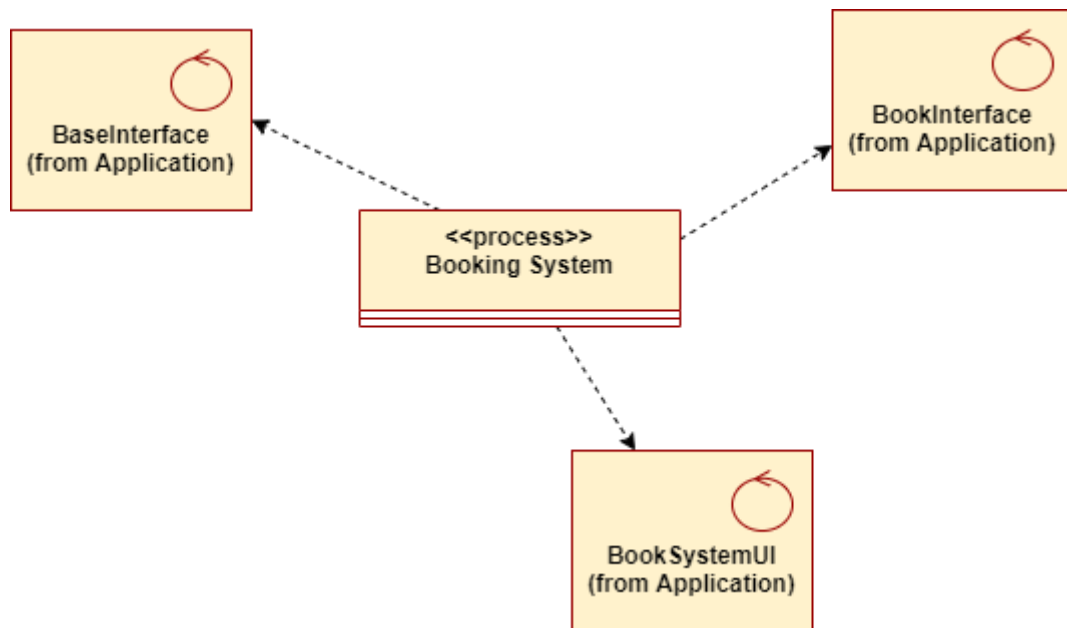 BaseInterface
(from Application)
BookInterface
(from Application)
<<process>>
Booking System
BookSystemUI
(from Application)